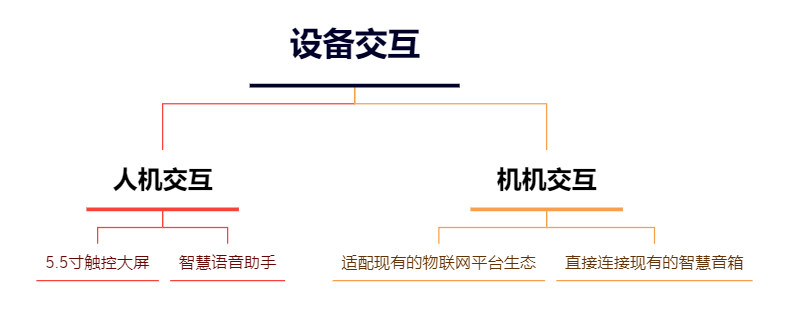 设备交互
人机交互
机机交互
5.5寸触控大屏
智慧语音助手
适配现有的物联网平台生态
直接连接现有的智慧音箱